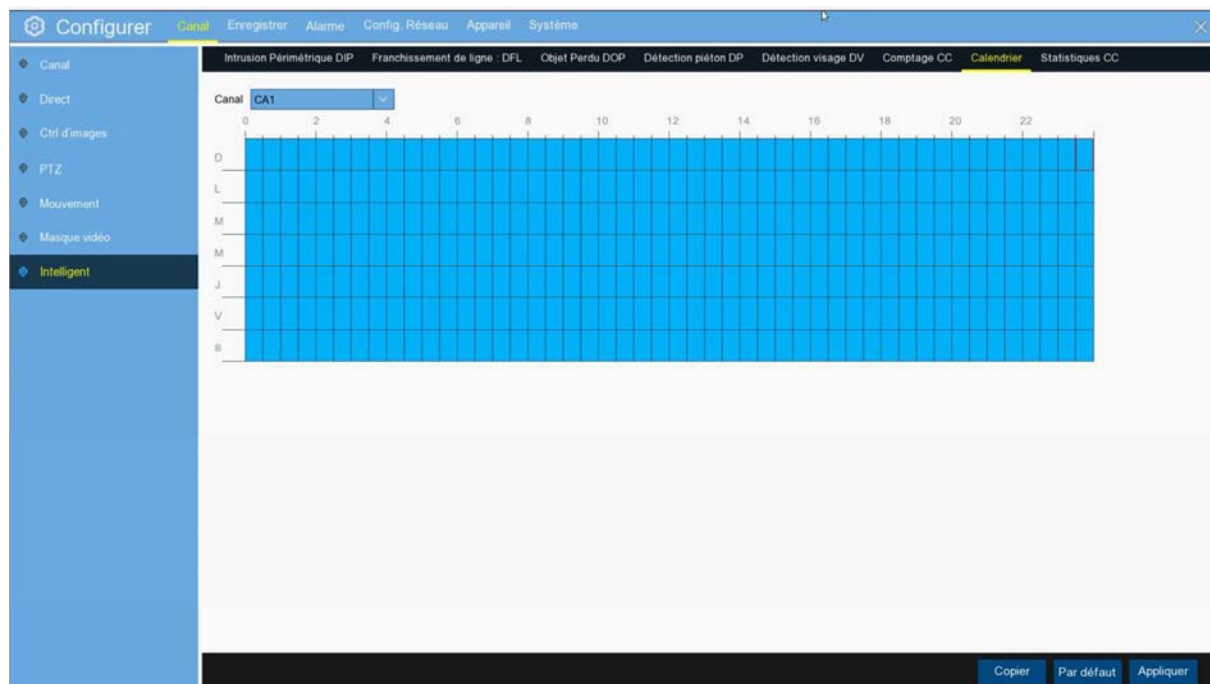 Configurer Canal Enregistrer Alarme Config. Réseau Appareil Système
Canal
Direct
Ctrl d'images
PTZ
Mouvement
Masque vidéo
Intelligent
Intrusion Périmétrique DIP Franchissement de ligne : DFL Objet Perdu DOP Détection piéton DP Détection visage DV Comptage CC Calendrier Statistiques CC
Canal CA1
0 2 4 6 8 10 12 14 16 18 20 22
D
L
M
M
J
V
S
Copier Par défaut Appliquer